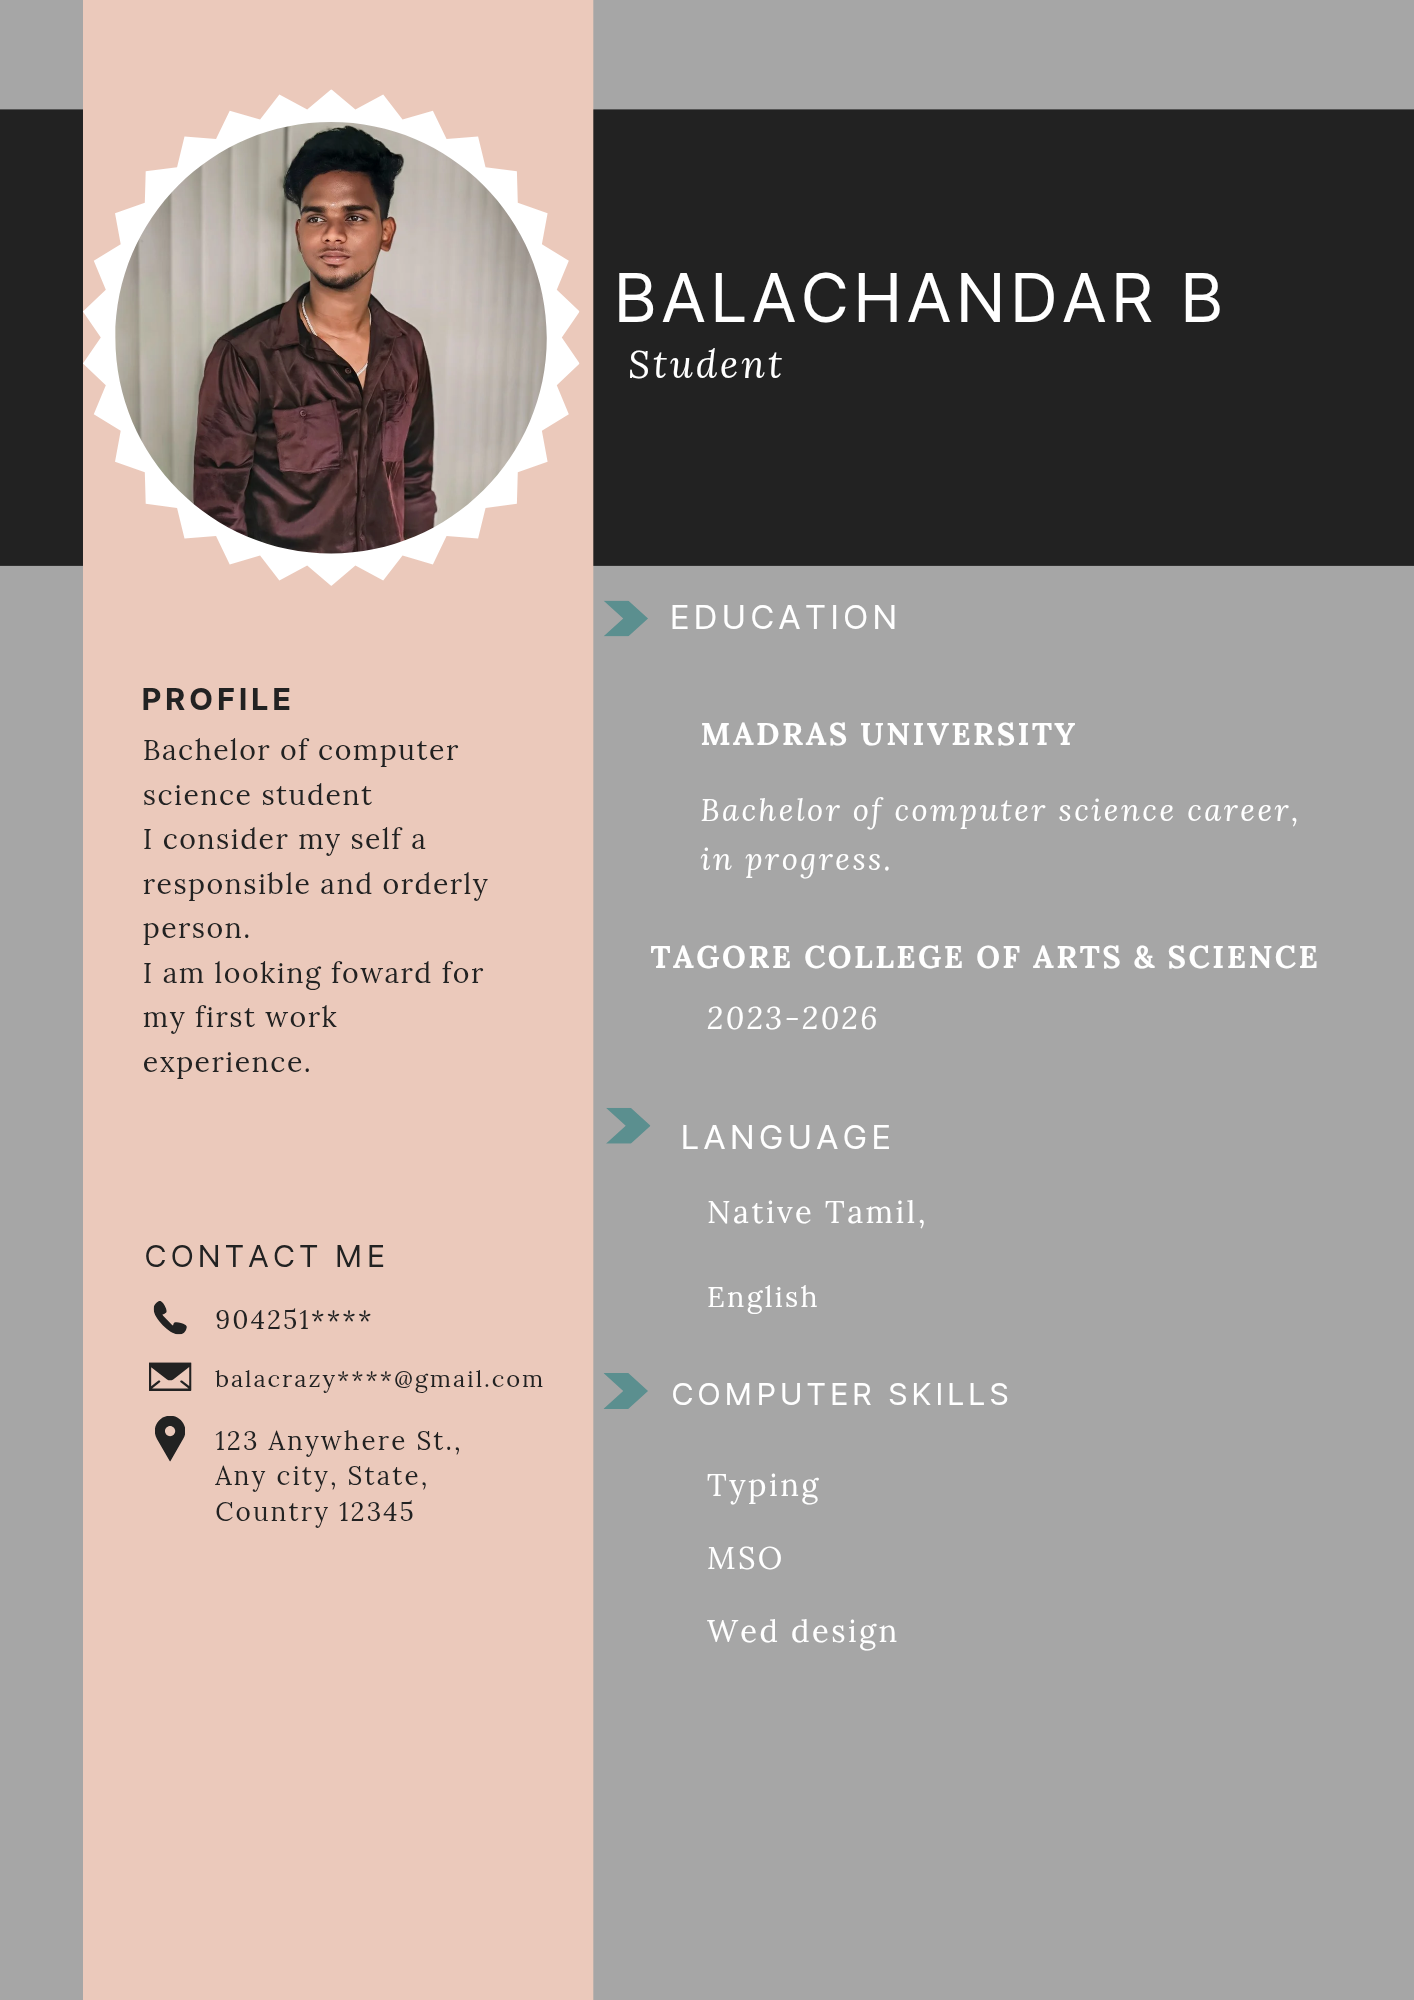 BALACHANDAR B
Student
PROFILE
Bachelor of computer
science student
I consider my self a
responsible and orderly
person.
I am looking foward for
my first work
experience.
CONTACT ME
904251****
balacrazy****@gmail.com
123 Anywhere St.,
Any city, State,
Country 12345
EDUCATION
MADRAS UNIVERSITY
Bachelor of computer science career,
in progress.
TAGORE COLLEGE OF ARTS & SCIENCE
2023-2026
LANGUAGE
Native Tamil,
English
COMPUTER SKILLS
Typing
MSO
Wed design